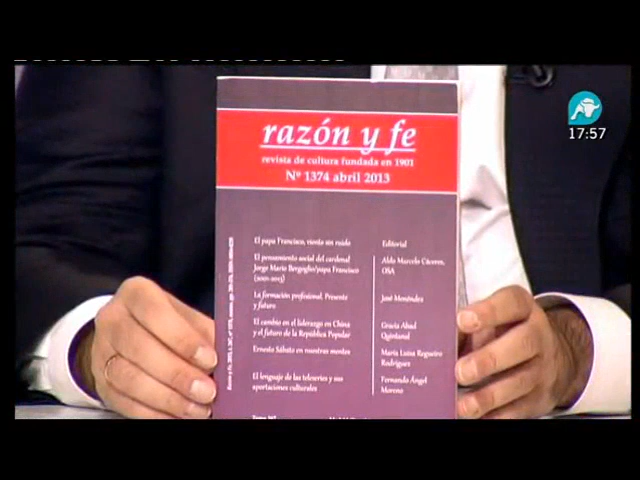 17:57
razón y fe
revista de cultura fundada en 1901
Nº 1374 abril 2013
El papa Francisco, viento sin ruido
Editorial
El pensamiento social del cardenal
Jorge Mario Bergoglio/papa Francisco
(2001-2013)
Aldo Marcelo Cáceres,
OSA
La formación profesional. Presente
y futuro
José Menéndez
El cambio en el liderazgo en China
y el futuro de la República Popular
Gracia Abad
Quintanal
Ernesto Sábato en nuestras mentes
María Luisa Regueiro
Rodríguez
El lenguaje de las teleseries y sus
aportaciones culturales
Fernando Ángel
Moreno